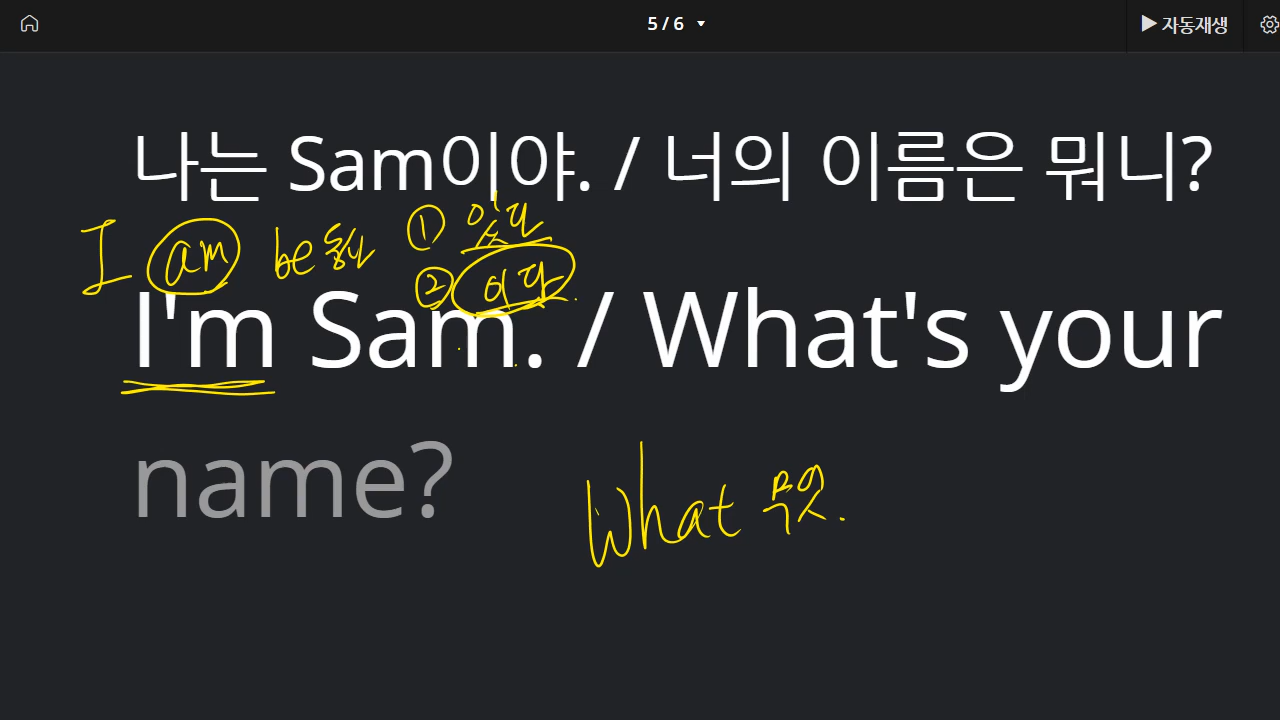 5 / 6
자동재생
나는 Sam이야. / 너의 이름은 뭐니?
I am be동사 ① 있다
② 이다.
I'm Sam. / What's your
name?
What 무엇.